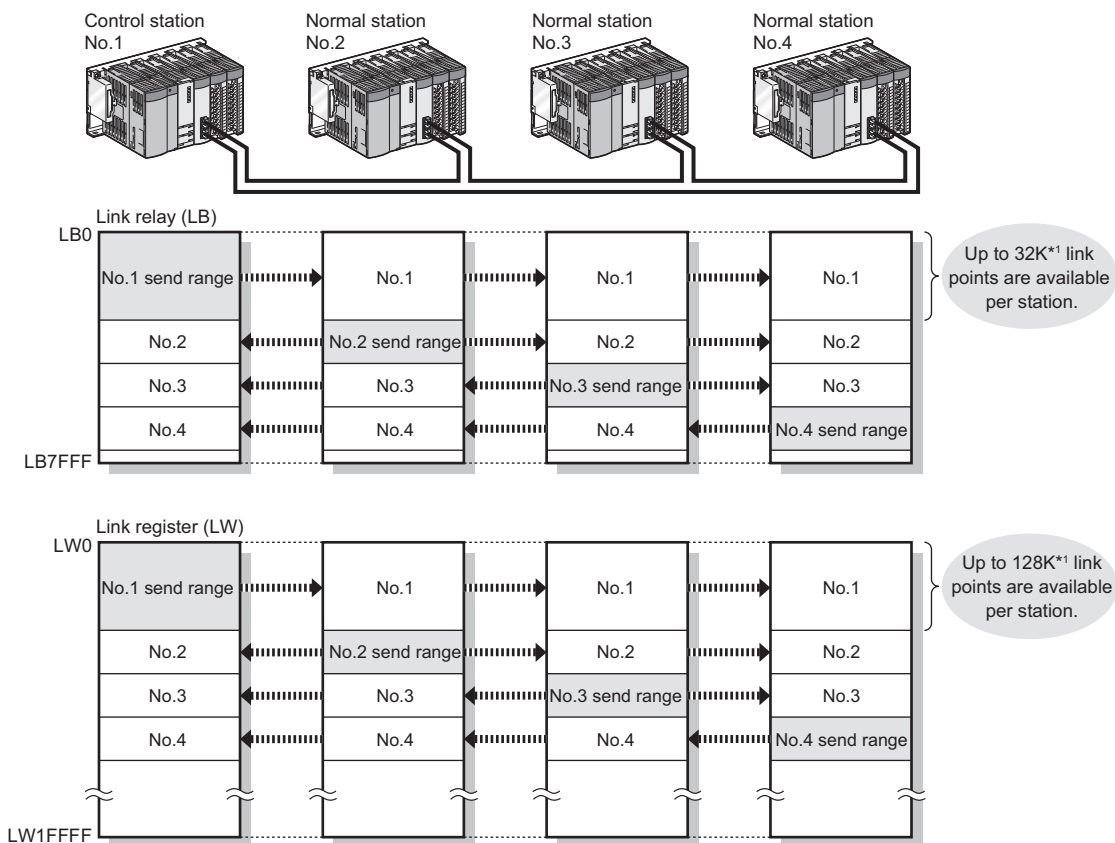 Control station
No.1
Normal station
No.2
Normal station
No.3
Normal station
No.4
Link relay (LB)
LB0
No.1 send range
No.1
No.1
No.1
Up to 32K*1 link
points are available
per station.
No.2
No.2 send range
No.2
No.2
No.3
No.3
No.3 send range
No.3
No.4
No.4
No.4
No.4 send range
LB7FFF
Link register (LW)
LW0
No.1 send range
No.1
No.1
No.1
Up to 128K*1 link
points are available
per station.
No.2
No.2 send range
No.2
No.2
No.3
No.3
No.3 send range
No.3
No.4
No.4
No.4
No.4 send range
LW1FFFF